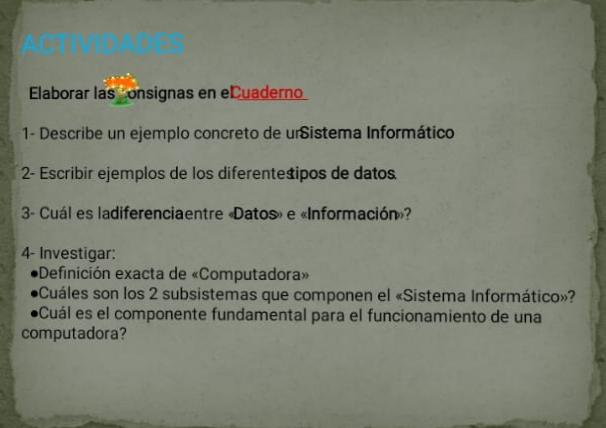 ACTIVIDADES
Elaborar las consignas en el Cuaderno
1- Describe un ejemplo concreto de un Sistema Informático
2- Escribir ejemplos de los diferentes tipos de datos.
3- Cuál es la diferencia entre «Datos» e «Información»?
4- Investigar:
●Definición exacta de «Computadora»
●Cuáles son los 2 subsistemas que componen el «Sistema Informático»?
●Cuál es el componente fundamental para el funcionamiento de una
computadora?